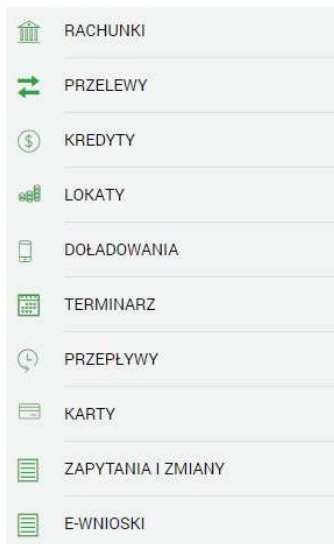 RACHUNKI
PRZELEWY
KREDYTY
LOKATY
DOŁADOWANIA
TERMINARZ
PRZEPŁYWY
KARTY
ZAPYTANIA I ZMIANY
E-WNIOSKI